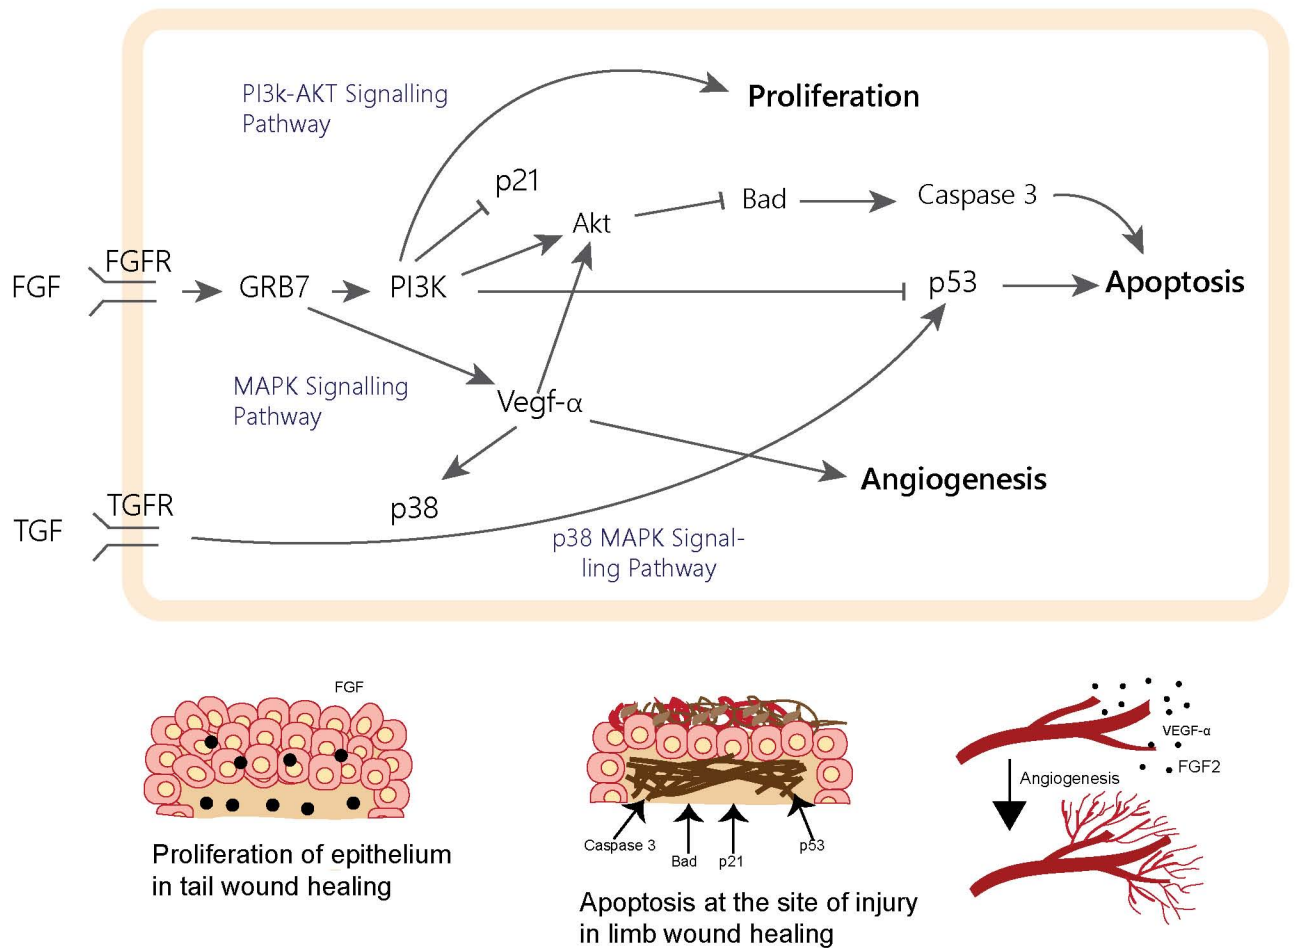 PI3k-AKT Signalling
Pathway
Proliferation
p21
Akt
Bad
Caspase 3
FGF
FGFR
GRB7
PI3K
p53
Apoptosis
MAPK Signalling
Pathway
Vegf-α
Angiogenesis
p38
TGF
TGFR
p38 MAPK Signal-
ling Pathway
FGF
Proliferation of epithelium
in tail wound healing
Caspase 3
Bad
p21
p53
Apoptosis at the site of injury
in limb wound healing
VEGF-α
FGF2
Angiogenesis